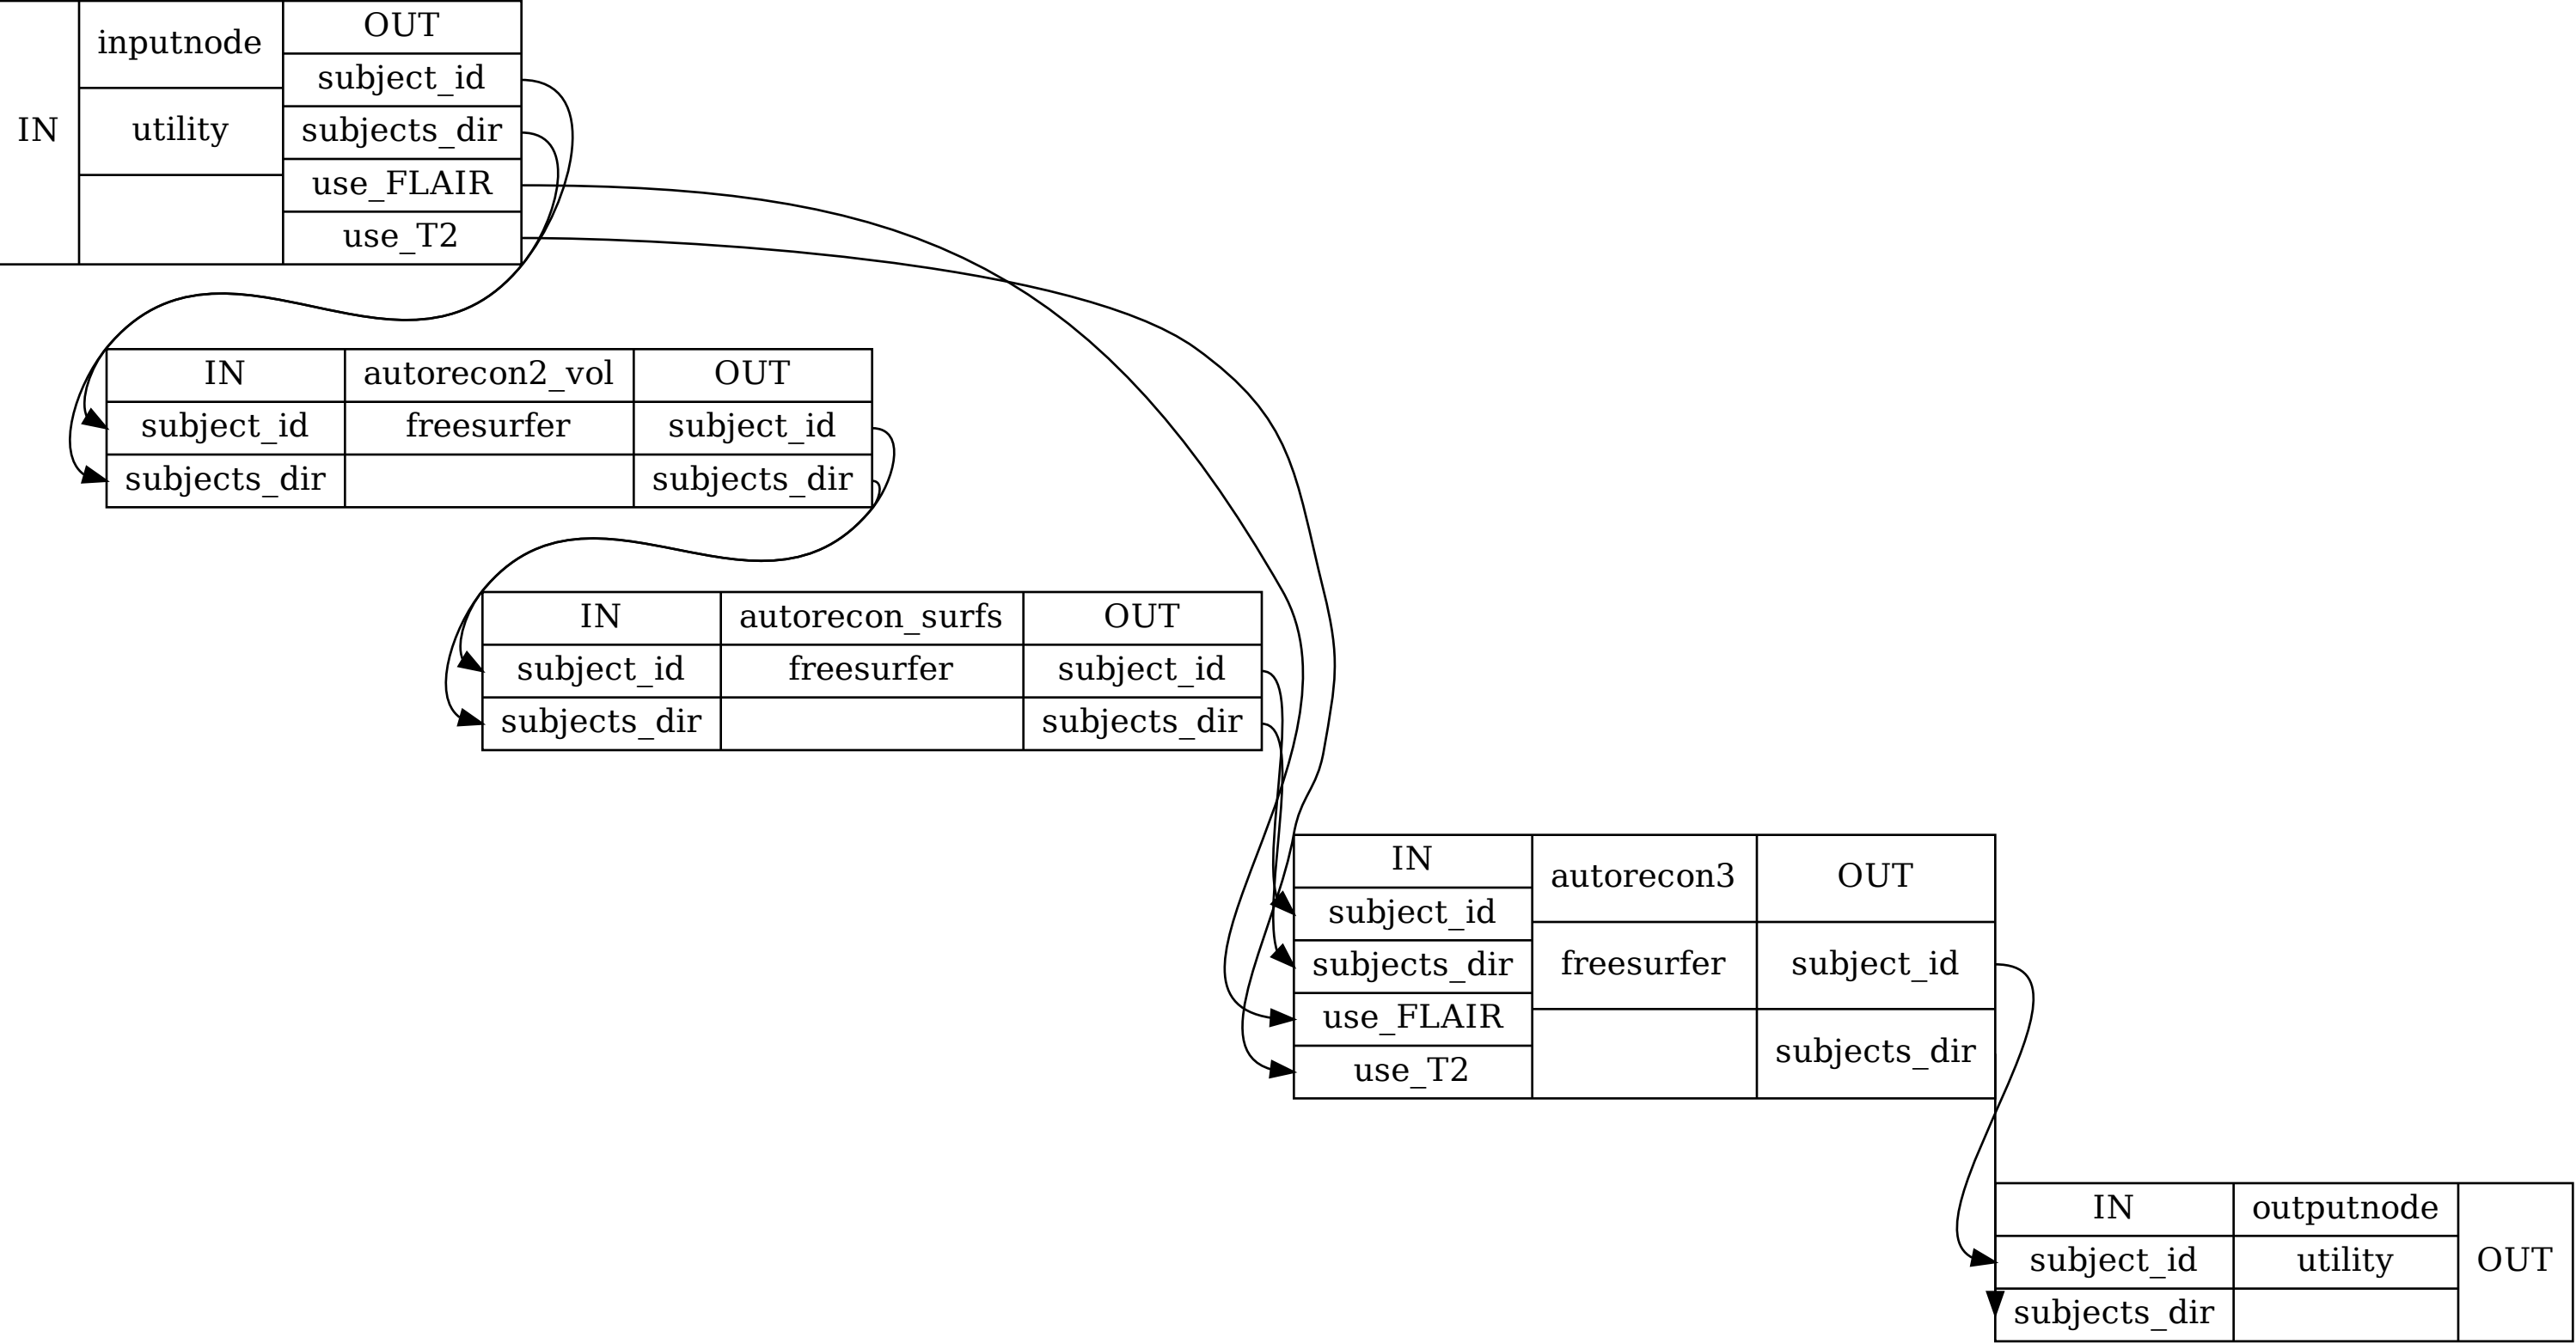 IN
inputnode
utility
OUT
subject_id
subjects_dir
use_FLAIR
use_T2
IN
subject_id
subjects_dir
autorecon2_vol
freesurfer
OUT
subject_id
subjects_dir
IN
subject_id
subjects_dir
autorecon_surfs
freesurfer
OUT
subject_id
subjects_dir
IN
subject_id
subjects_dir
use_FLAIR
use_T2
autorecon3
freesurfer
OUT
subject_id
subjects_dir
IN
subject_id
subjects_dir
outputnode
utility
OUT